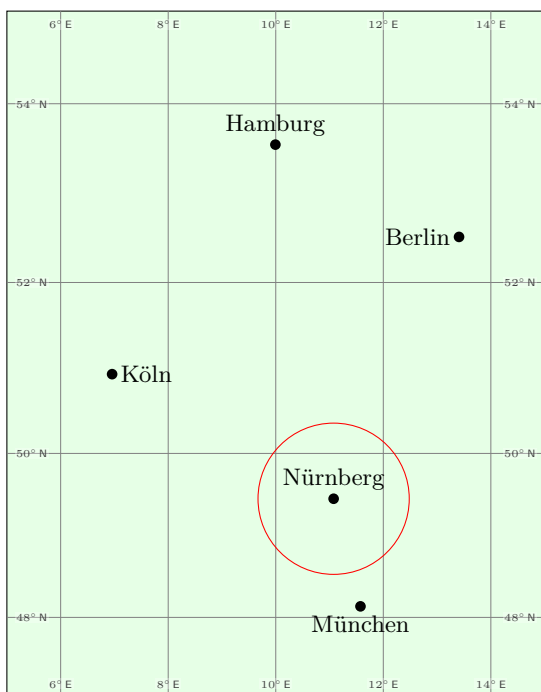 6° E 8° E 10° E 12° E 14° E
54° N 54° N
Hamburg
Berlin
52° N 52° N
Köln
50° N 50° N
Nürnberg
48° N 48° N
München
6° E 8° E 10° E 12° E 14° E